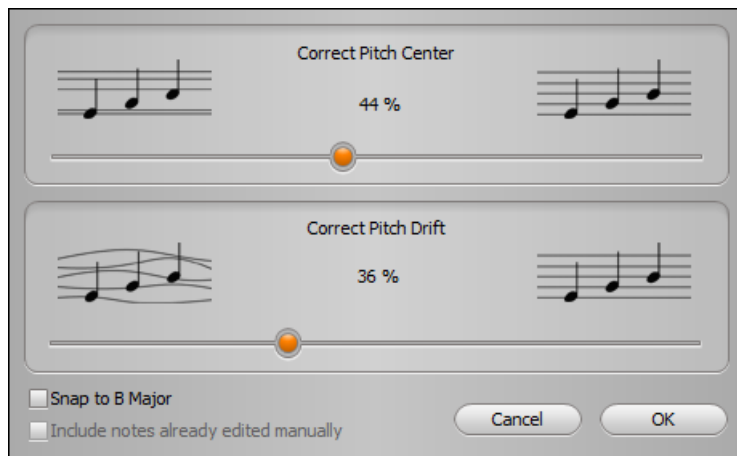 Correct Pitch Center
44 %
Correct Pitch Drift
36 %
Snap to B Major
Include notes already edited manually
Cancel
OK